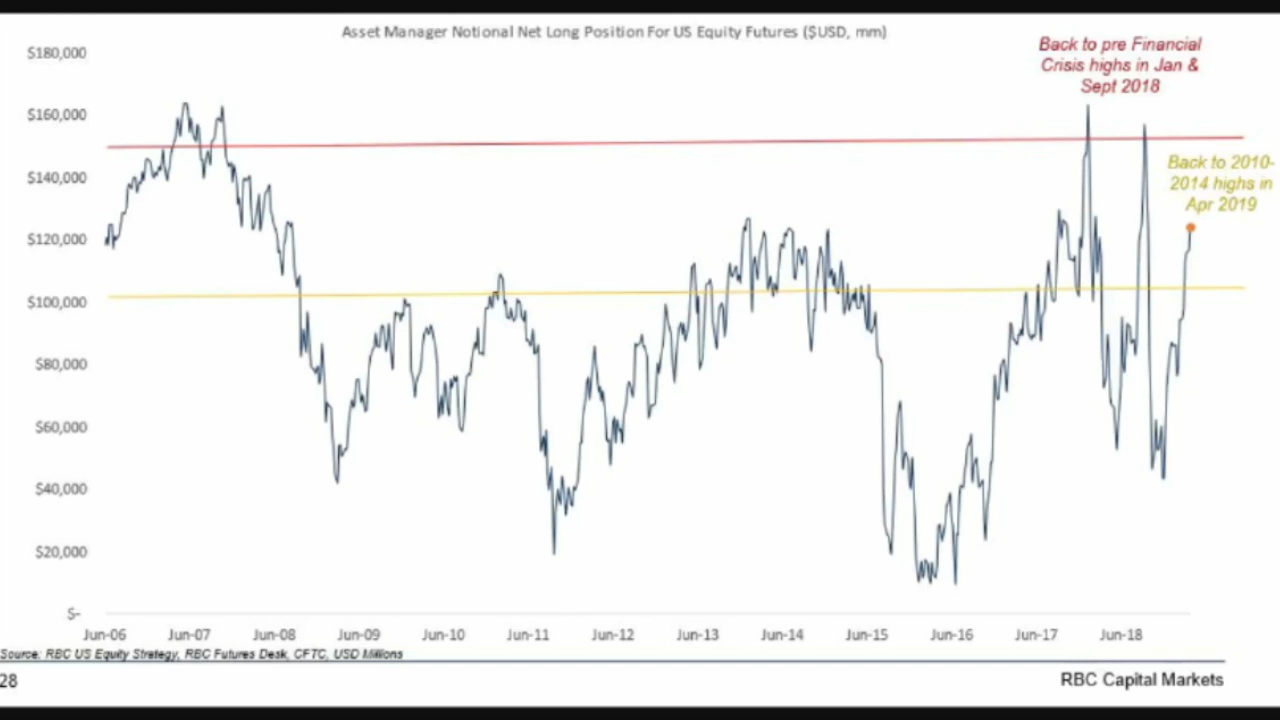 Asset Manager Notional Net Long Position For US Equity Futures ($USD, mm)
$180,000
$160,000
$140,000
$120,000
$100,000
$80,000
$60,000
$40,000
$20,000
$-
Back to pre Financial
Crisis highs in Jan &
Sept 2018
Back to 2010-
2014 highs in
Apr 2019
Jun-06 Jun-07 Jun-08 Jun-09 Jun-10 Jun-11 Jun-12 Jun-13 Jun-14 Jun-15 Jun-16 Jun-17 Jun-18
Source: RBC US Equity Strategy, RBC Futures Desk, CFTC, USD Millions
28
RBC Capital Markets